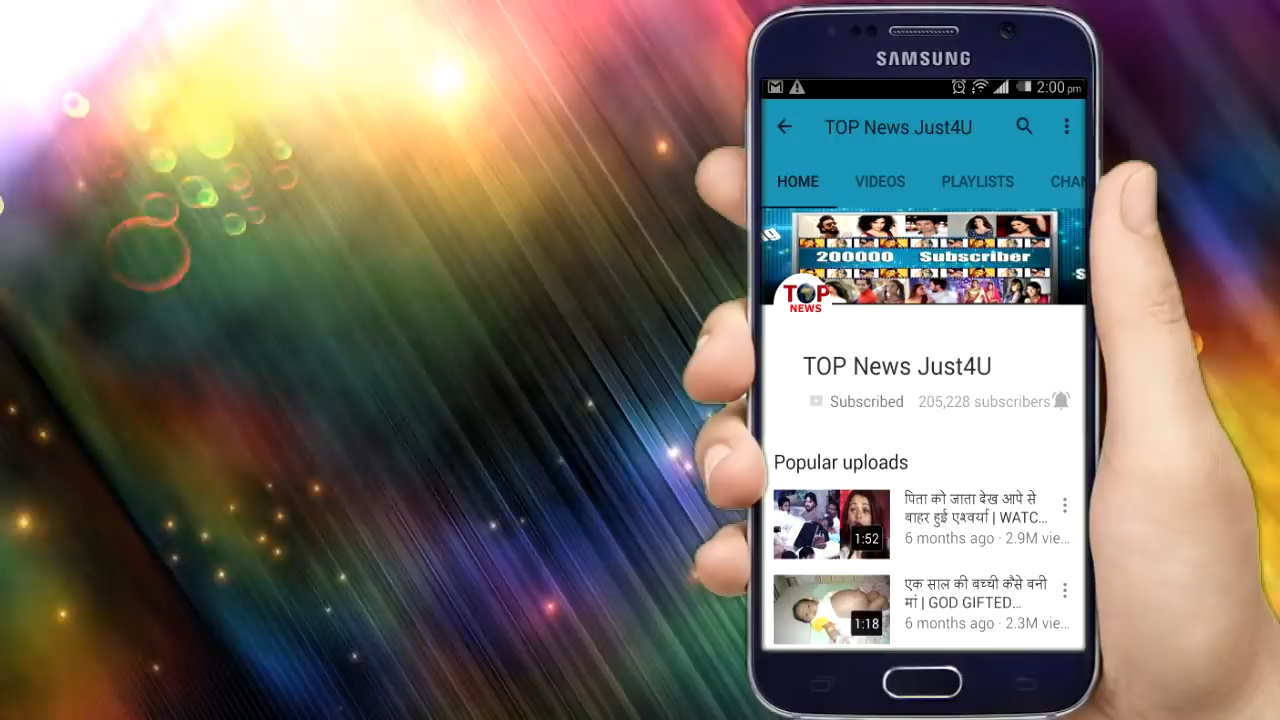 SAMSUNG
2:00 pm
TOP News Just4U
HOME VIDEOS PLAYLISTS CHAN
200000 Subscriber
TOP
NEWS
TOP News Just4U
Subscribed 205,228 subscribers
Popular uploads
पिता को जाता देख आपे से
बाहर हुई एश्वर्या | WATC...
6 months ago · 2.9M vie...
1:52
एक साल की बच्ची कैसे बनी
मां | GOD GIFTED...
6 months ago · 2.3M vie...
1:18